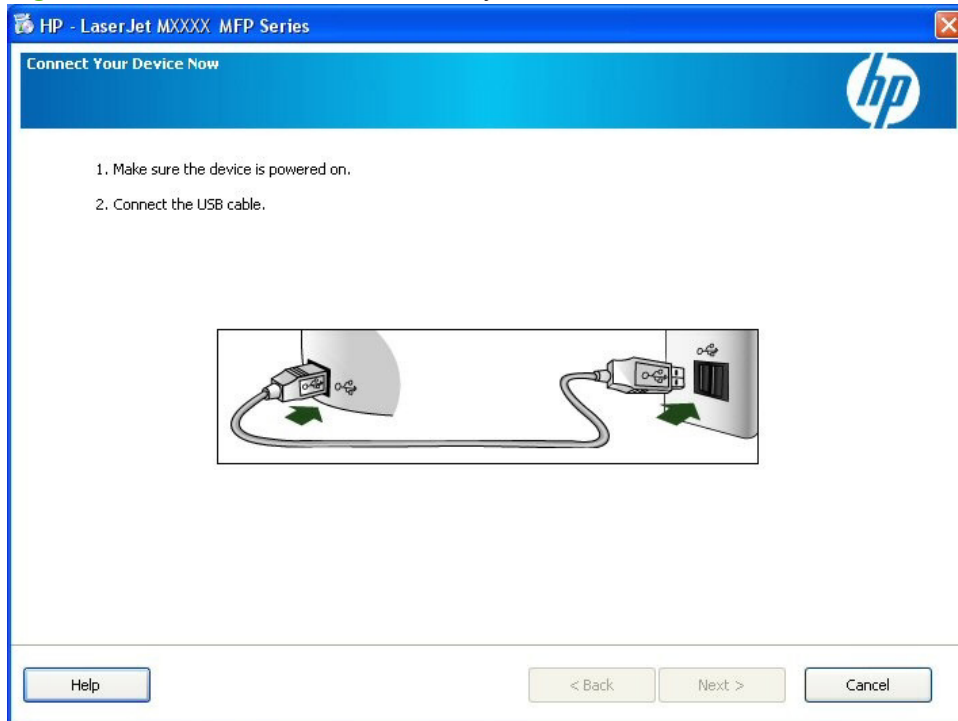 HP - LaserJet MXXXX MFP Series
Connect Your Device Now
hp
1. Make sure the device is powered on.
2. Connect the USB cable.
Help
< Back
Next >
Cancel